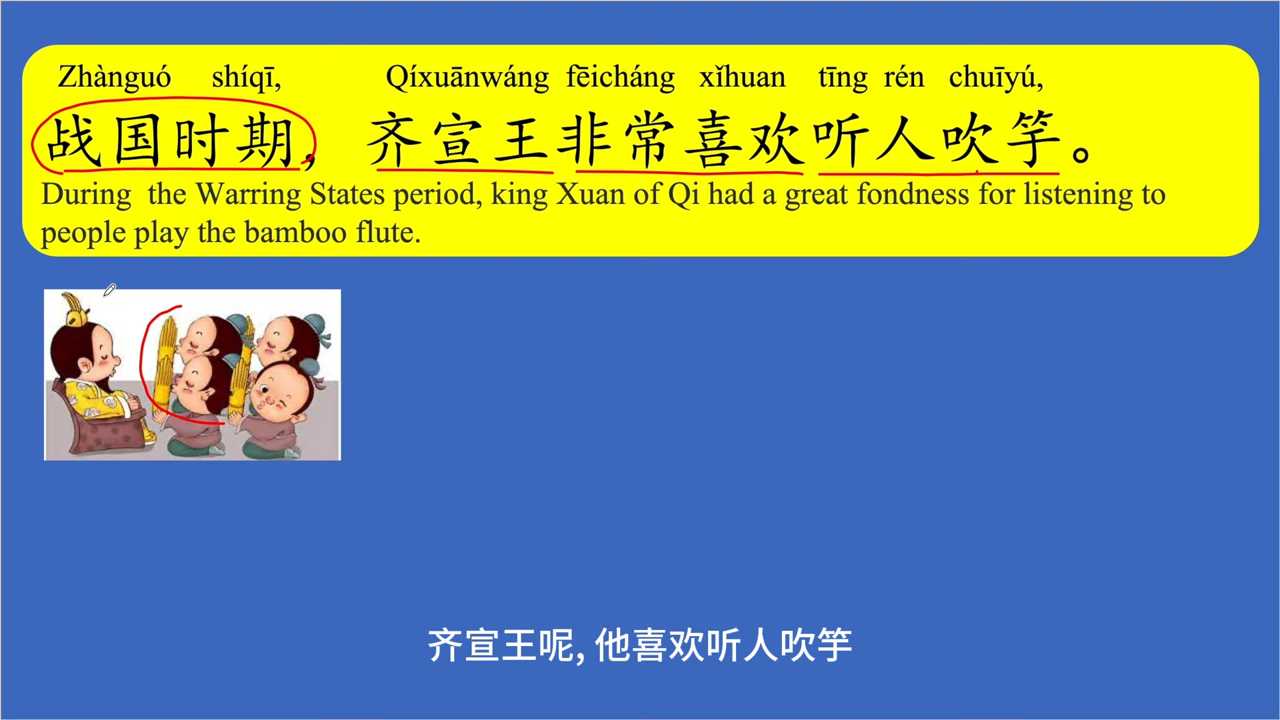 Zhànguó shíqī, Qíxuānwáng fēicháng xǐhuan tīng rén chuīyú,
战国时期，齐宣王非常喜欢听人吹竽。
During the Warring States period, king Xuan of Qi had a great fondness for listening to
people play the bamboo flute.
齐宣王呢, 他喜欢听人吹竽